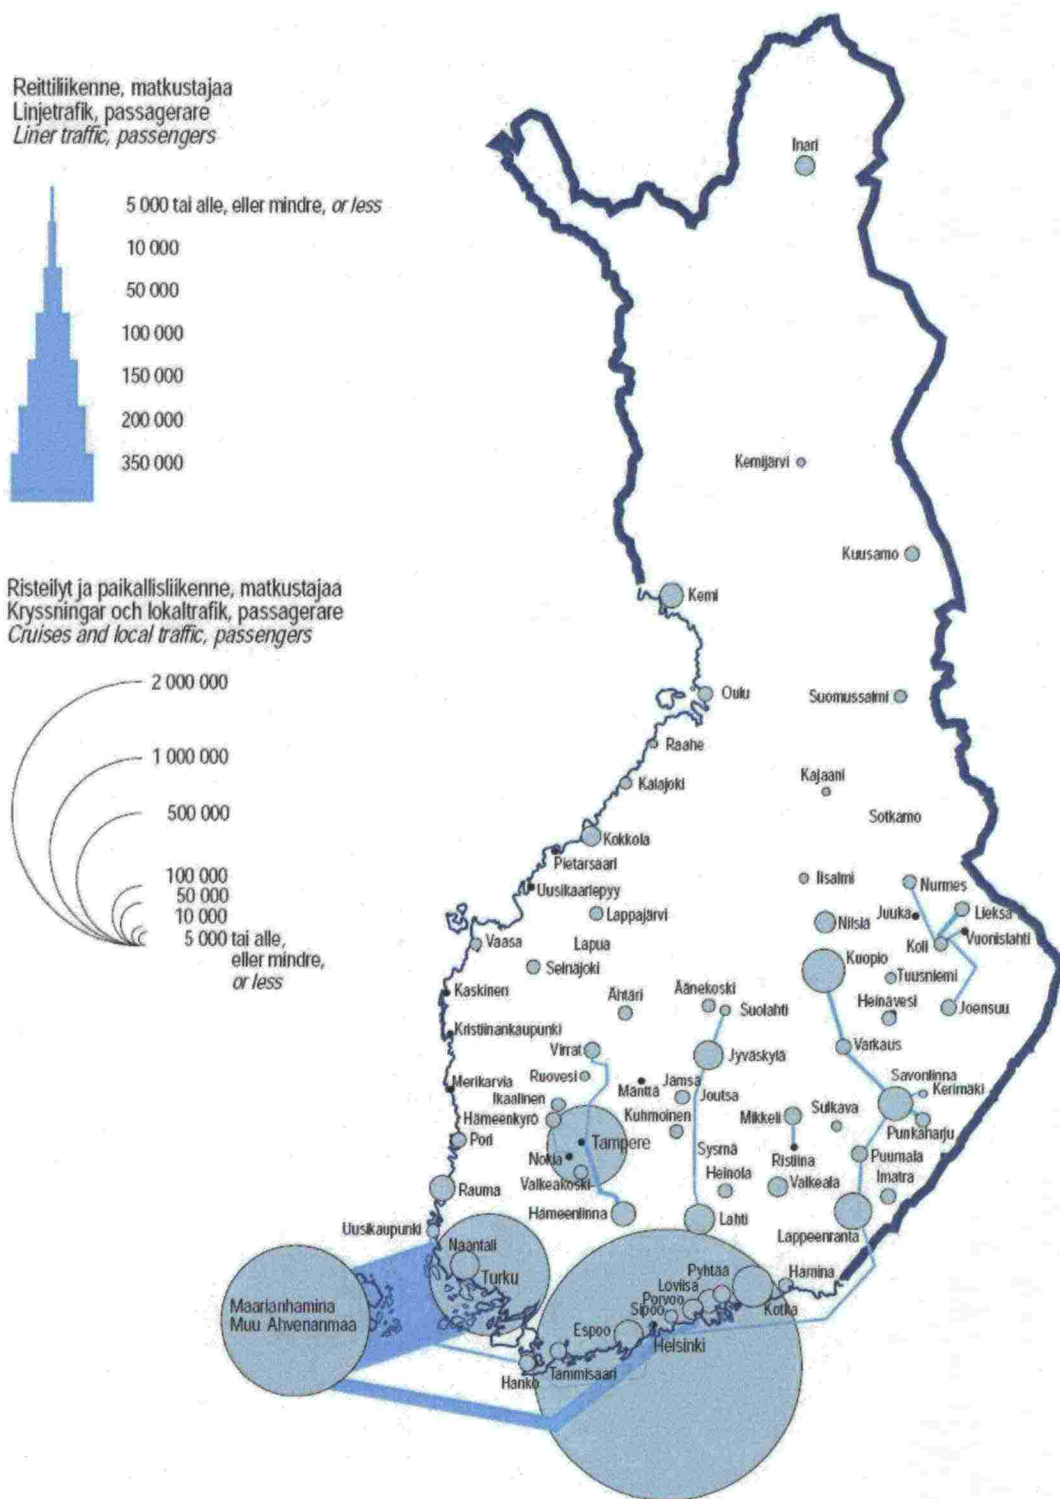 Reittiliikenne, matkustajaa
Linjetrafik, passagerare
Liner traffic, passengers
5 000 tai alle, eller mindre, or less
10 000
50 000
100 000
150 000
200 000
350 000
Risteilyt ja paikallisliikenne, matkustajaa
Kryssningar och lokaltrafik, passagerare
Cruises and local traffic, passengers
2 000 000
1 000 000
500 000
100 000
50 000
10 000
5 000 tai alle,
eller mindre,
or less
Inari
Kemijärvi
Kuusamo
Kemi
Oulu
Suomussalmi
Raahe
Kajaani
Kalajoki
Sotkamo
Kokkola
Pietarsaari
Iisalmi
Nurmes
Uusikaarlepyy
Lappajärvi
Juuka
Lieksa
Nilsiä
Vuonislahti
Vaasa
Lapua
Koli
Kuopio
Seinäjoki
Tuusniemi
Kaskinen
Ähtäri
Äänekoski
Suolahti
Heinävesi
Joensuu
Kristiinankaupunki
Virrat
Jyväskylä
Varkaus
Ruovesi
Mänttä
Jämsä
Savonlinna
Merikarvia
Joutsa
Kerimäki
Ikaalinen
Hämeenkyrö
Kuhmoinen
Mikkeli
Sulkava
Punkaharju
Pori
Tampere
Sysmä
Ristiina
Puumala
Nokia
Valkeakoski
Heinola
Valkeala
Imatra
Rauma
Hämeenlinna
Lahti
Lappeenranta
Uusikaupunki
Naantali
Turku
Pyhtää
Hamina
Loviisa
Porvoo
Sipoo
Kotka
Maarianhamina
Muu Ahvenanmaa
Espoo
Helsinki
Tammisaari
Hanko